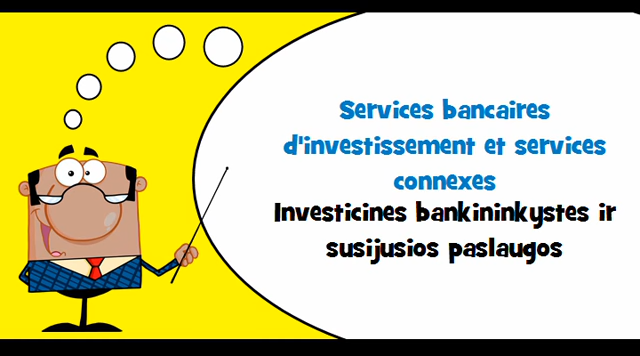 Services bancaires
d'investissement et services
connexes
Investicines bankininkystes ir
susijusios paslaugos